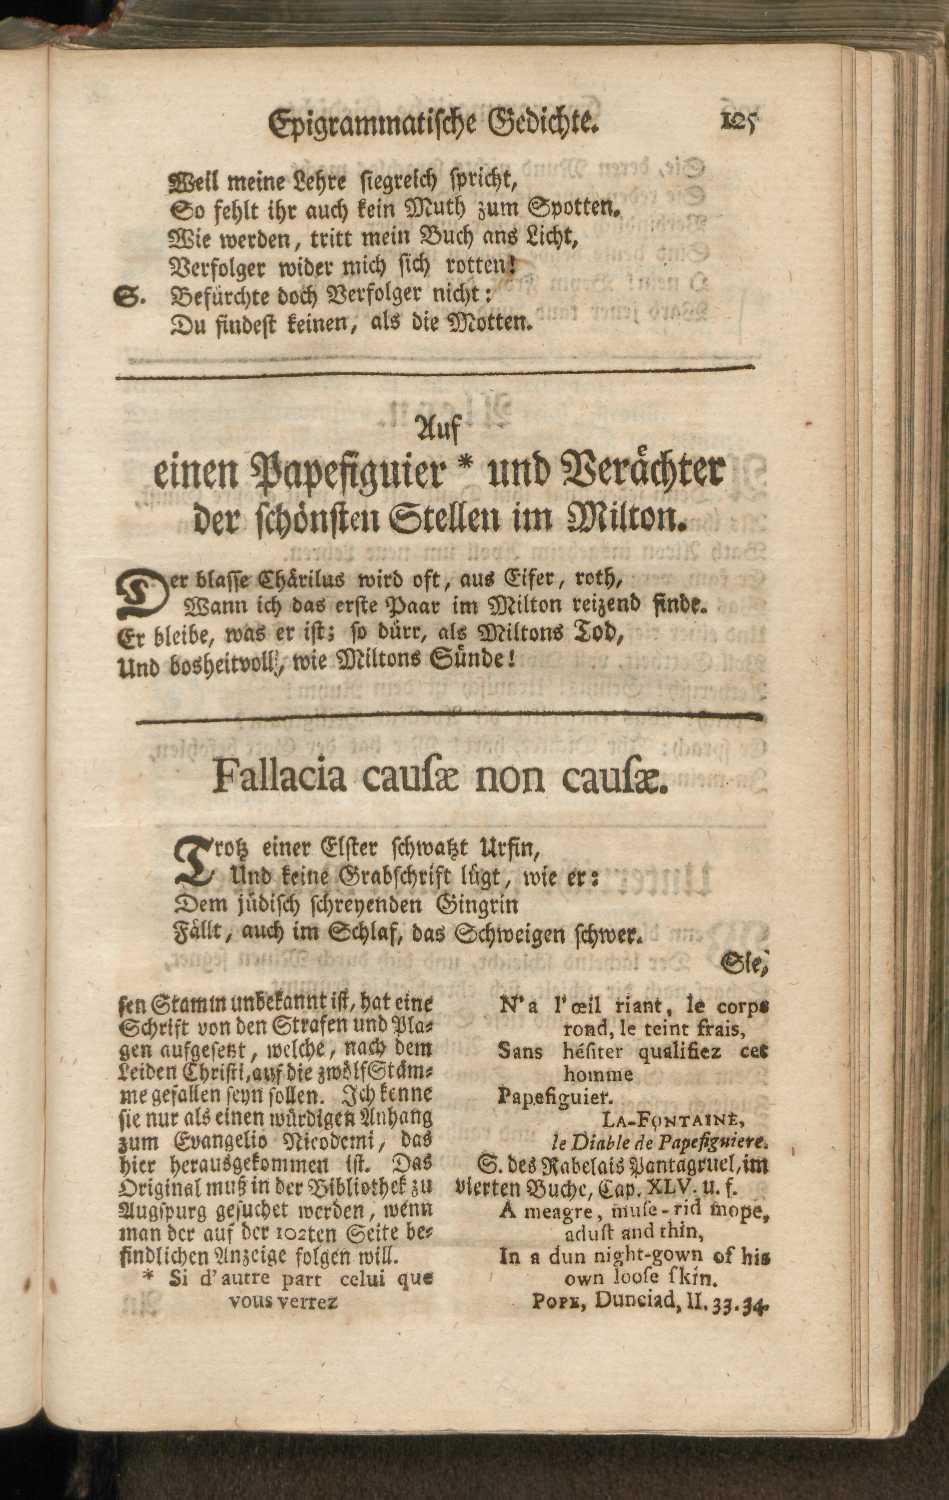 Epigrammatische Gedichte. 125
Weil meine Lehre siegreich spricht,
So fehlt ihr auch kein Muth zum Spotten.
Wie werden, tritt mein Buch ans Licht,
Verfolger wider mich sich rotten!
S. Befürchte doch Verfolger nicht:
Du findest keinen, als die Motten.
Auf
einen Papefiguier * und Verächter
der schönsten Stellen im Milton.
Der blasse Chärilus wird oft, aus Eifer, roth,
Wann ich das erste Paar im Milton reizend finde.
Er bleibe, was er ist; so dürr, als Miltons Tod,
Und bosheitvoll, wie Miltons Sünde!
Fallacia cauſæ non cauſæ.
Trotz einer Elster schwatzt Ursin,
Und keine Grabschrift lügt, wie er:
Dem jüdisch schreyenden Gingrin
Fällt, auch im Schlaf, das Schweigen schwer.
Sie,
sen Stamm unbekannt ist, hat eine
Schrift von den Strafen und Pla-
gen aufgesetzt, welche, nach dem
Leiden Christi, auf die zwölf Stäm-
me gefallen seyn sollen. Ich kenne
sie nur als einen würdigen Anhang
zum Evangelio Nicodemi, das
hier herausgekommen ist. Das
Original muß in der Bibliothek zu
Augspurg gesuchet werden, wenn
man der auf der 102ten Seite be-
findlichen Anzeige folgen will.
* Si d'autre part celui que
vous verrez
N'a l'œil riant, le corps
rond, le teint frais,
Sans hésiter qualifiez cet
homme
Papefiguier.
LA-FONTAINE,
le Diable de Papefiguiere.
S. des Rabelais Pantagruel, im
vierten Buche, Cap. XLV. u. f.
A meagre, muse-rid mope,
adust and thin,
In a dun night-gown of his
own loose skin.
POPE, Dunciad, II. 33. 34.